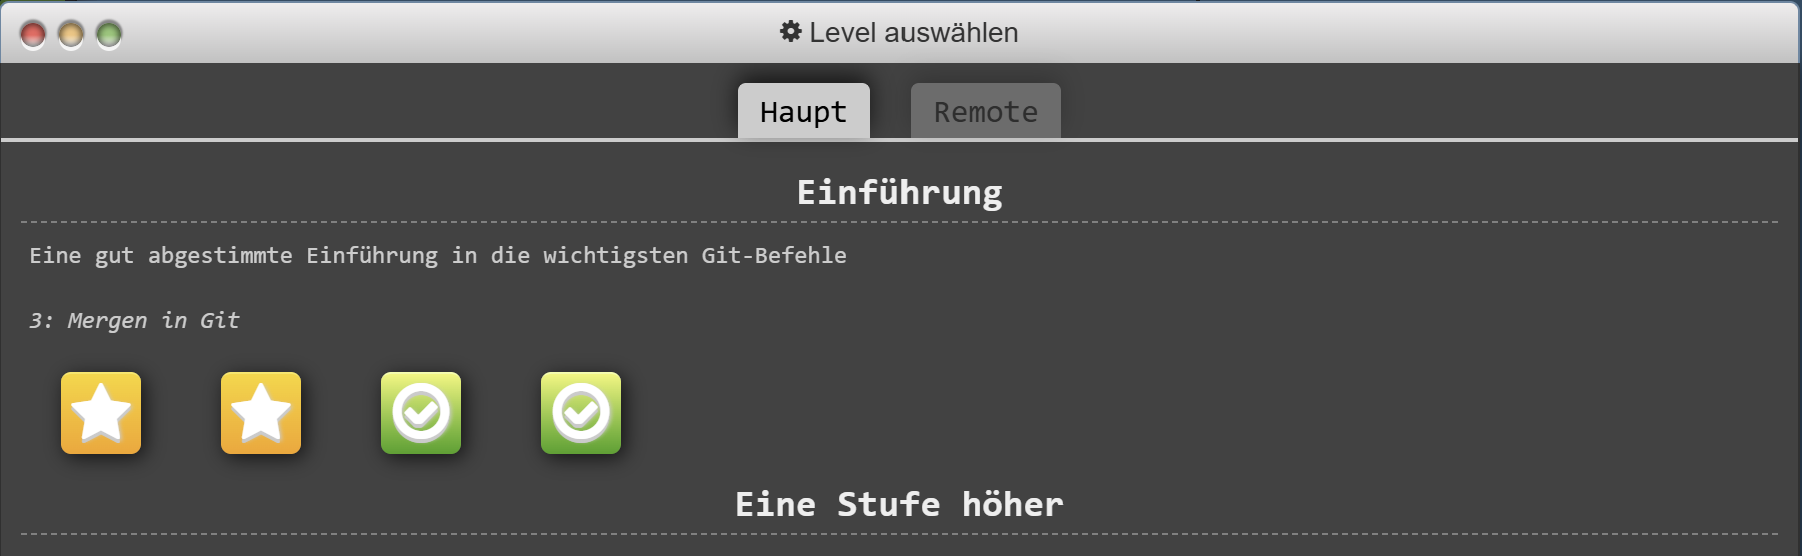 Level auswählen
Haupt Remote
Einführung
Eine gut abgestimmte Einführung in die wichtigsten Git-Befehle
3: Mergen in Git
Eine Stufe höher